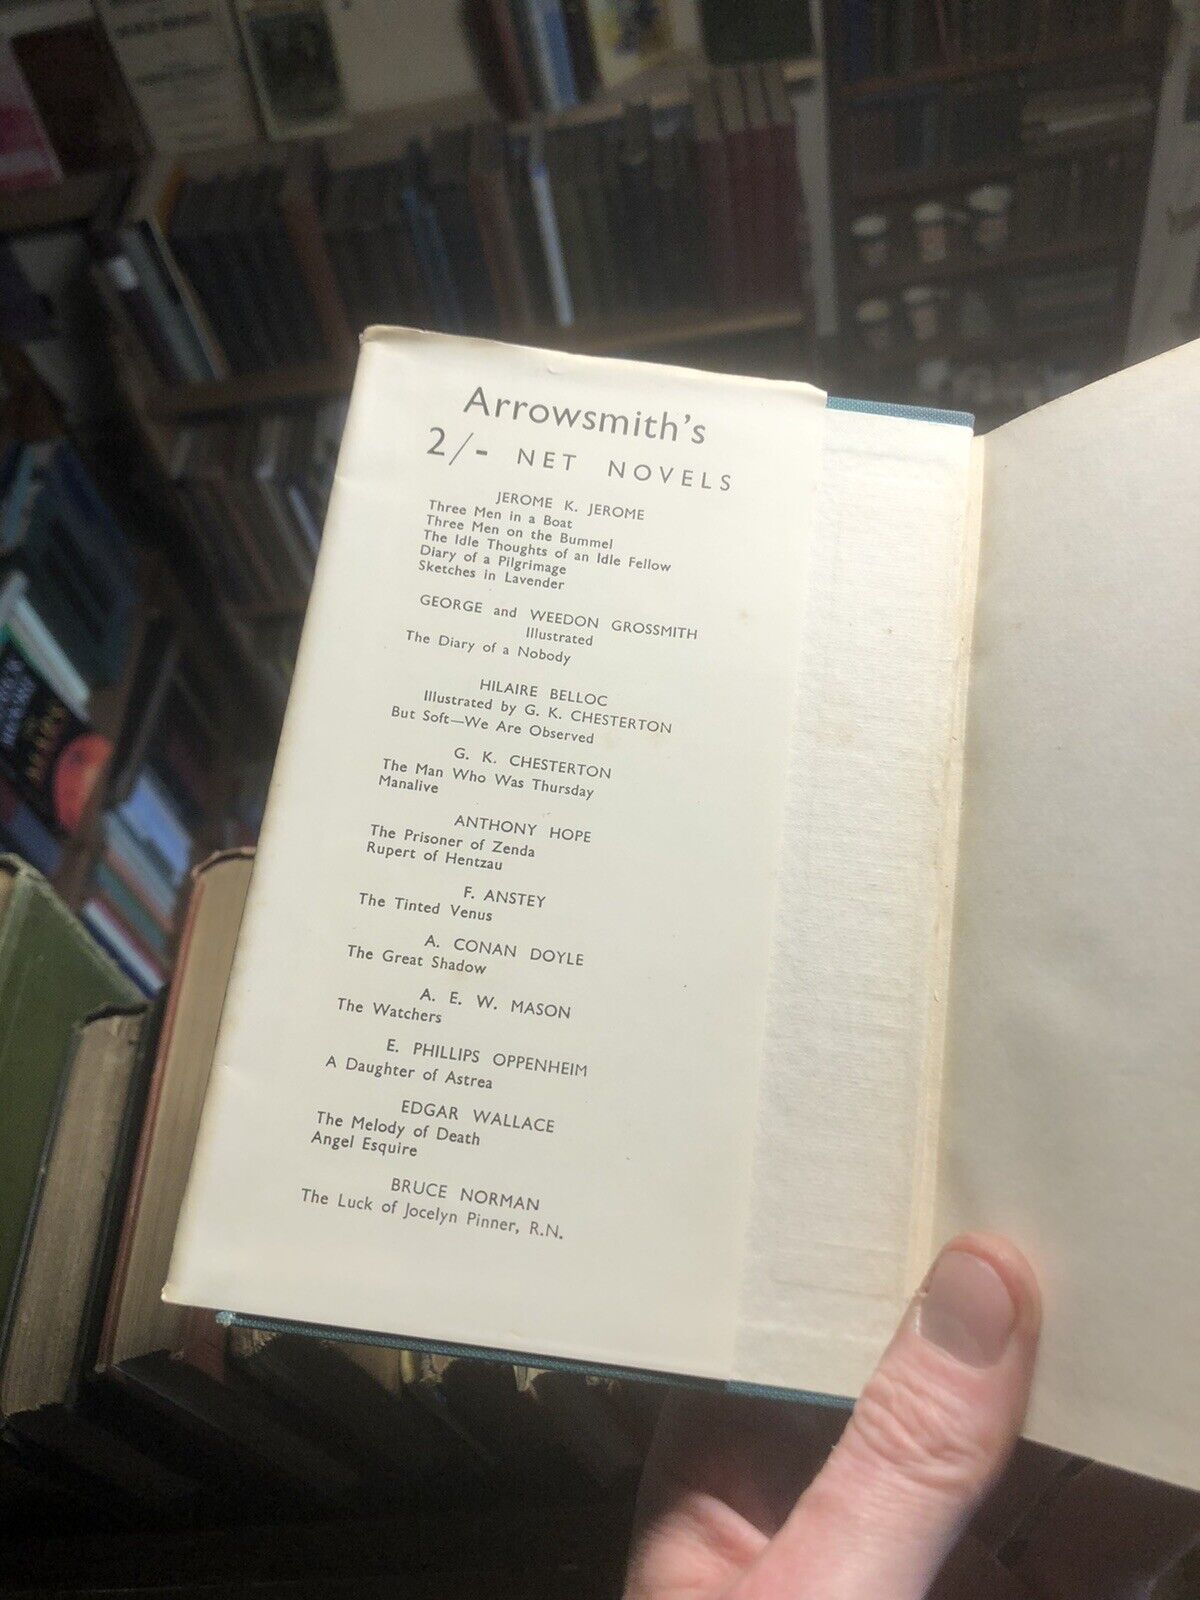 Arrowsmith's
2/- NET NOVELS
JEROME K. JEROME
Three Men in a Boat
Three Men on the Bummel
The Idle Thoughts of an Idle Fellow
Diary of a Pilgrimage
Sketches in Lavender
GEORGE and WEEDON GROSSMITH
Illustrated
The Diary of a Nobody
HILAIRE BELLOC
Illustrated by G. K. CHESTERTON
But Soft—We Are Observed
G. K. CHESTERTON
The Man Who Was Thursday
Manalive
ANTHONY HOPE
The Prisoner of Zenda
Rupert of Hentzau
F. ANSTEY
The Tinted Venus
A. CONAN DOYLE
The Great Shadow
A. E. W. MASON
The Watchers
E. PHILLIPS OPPENHEIM
A Daughter of Astrea
EDGAR WALLACE
The Melody of Death
Angel Esquire
BRUCE NORMAN
The Luck of Jocelyn Pinner, R.N.